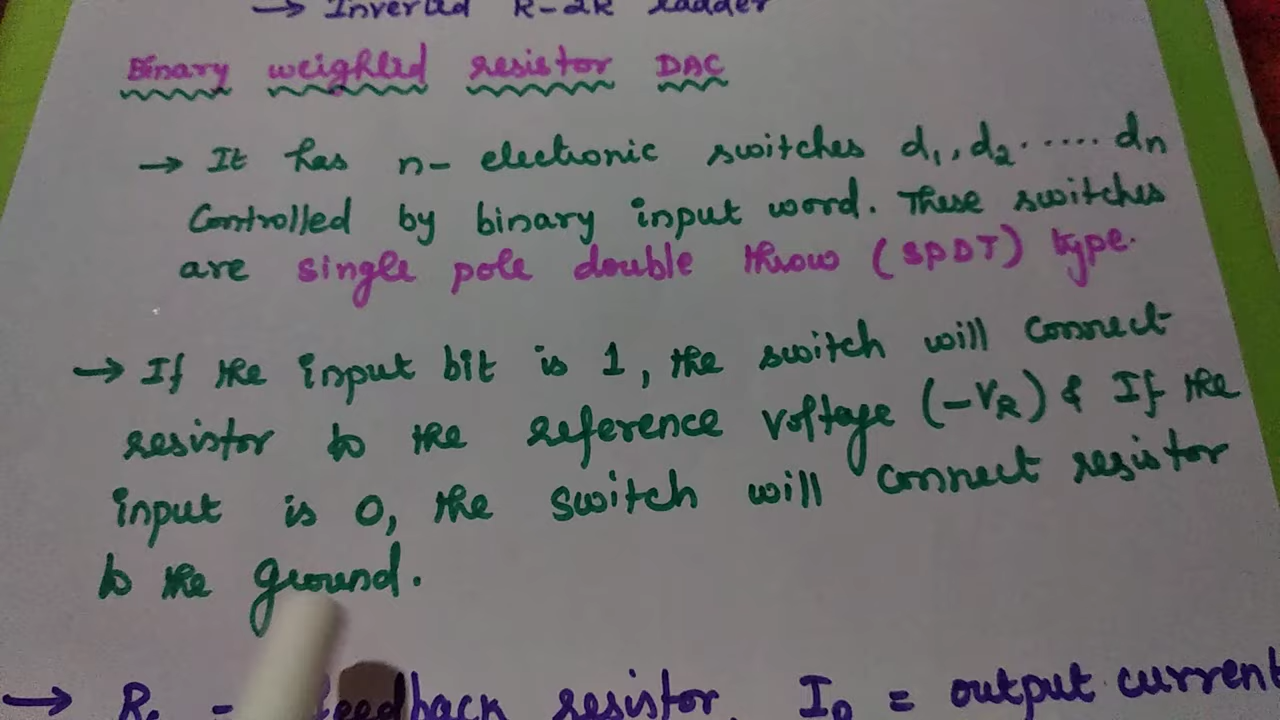 → Inverted R-2R ladder
Binary weighted resistor DAC
→ It has n- electronic switches d₁, d₂ ..... dn
Controlled by binary input word. These switches
are single pole double throw (SPDT) type.
→ If the input bit is 1, the switch will connect
resistor to the reference voltage (-VR) & If the
input is 0, the switch will connect resistor
to the ground.
→ - feedback resistor, I₀ = output current